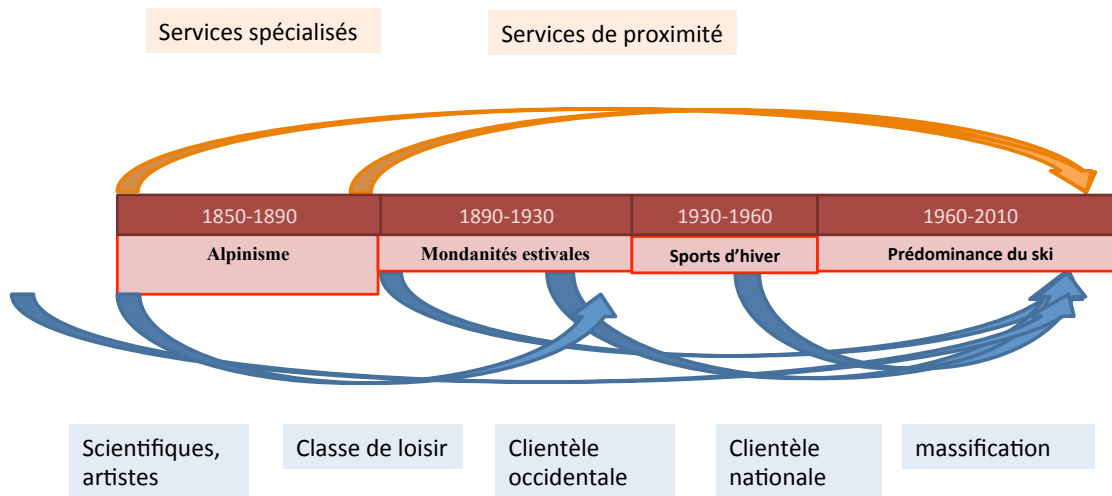 Services spécialisés
Services de proximité
1850-1890
1890-1930
1930-1960
1960-2010
Alpinisme
Mondanités estivales
Sports d'hiver
Prédominance du ski
Scientifiques,
artistes
Classe de loisir
Clientèle
occidentale
Clientèle
nationale
massification